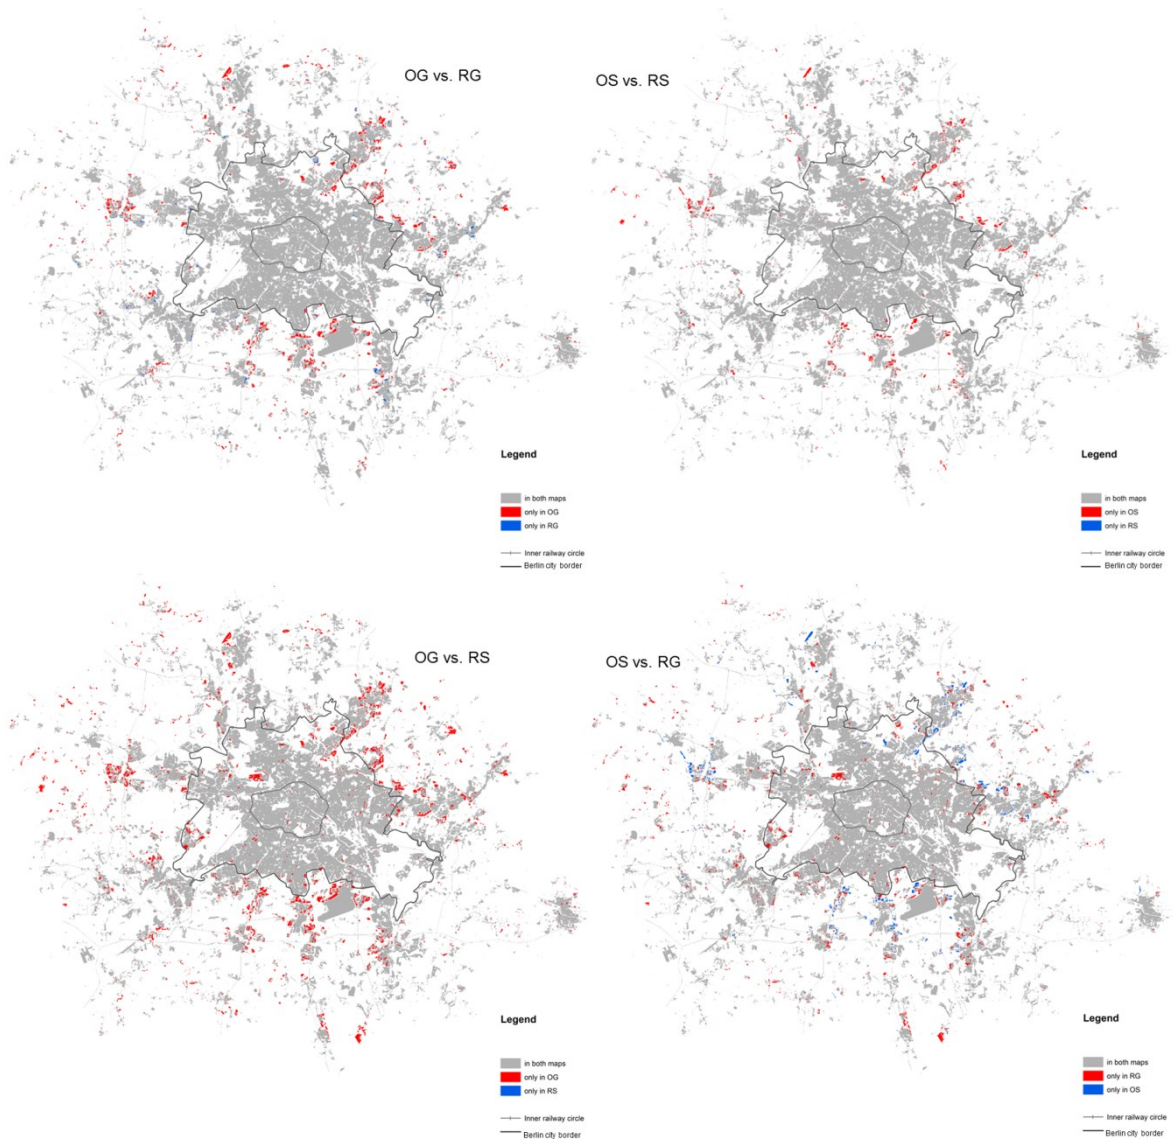 OG vs. RG
Legend
in both maps
only in OG
only in RG
Inner railway circle
Berlin city border
OS vs. RS
Legend
in both maps
only in OS
only in RS
Inner railway circle
Berlin city border
OG vs. RS
Legend
in both maps
only in OG
only in RS
Inner railway circle
Berlin city border
OS vs. RG
Legend
in both maps
only in RG
only in OS
Inner railway circle
Berlin city border